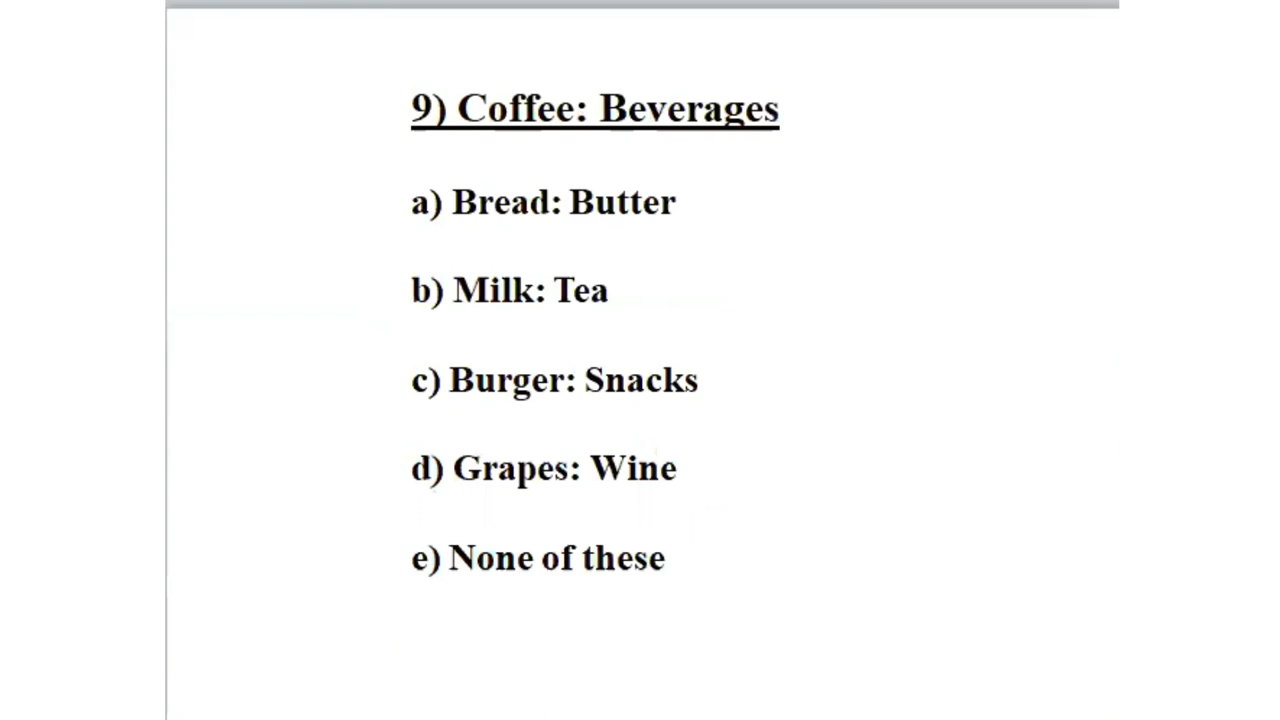 9) Coffee: Beverages
a) Bread: Butter
b) Milk: Tea
c) Burger: Snacks
d) Grapes: Wine
e) None of these